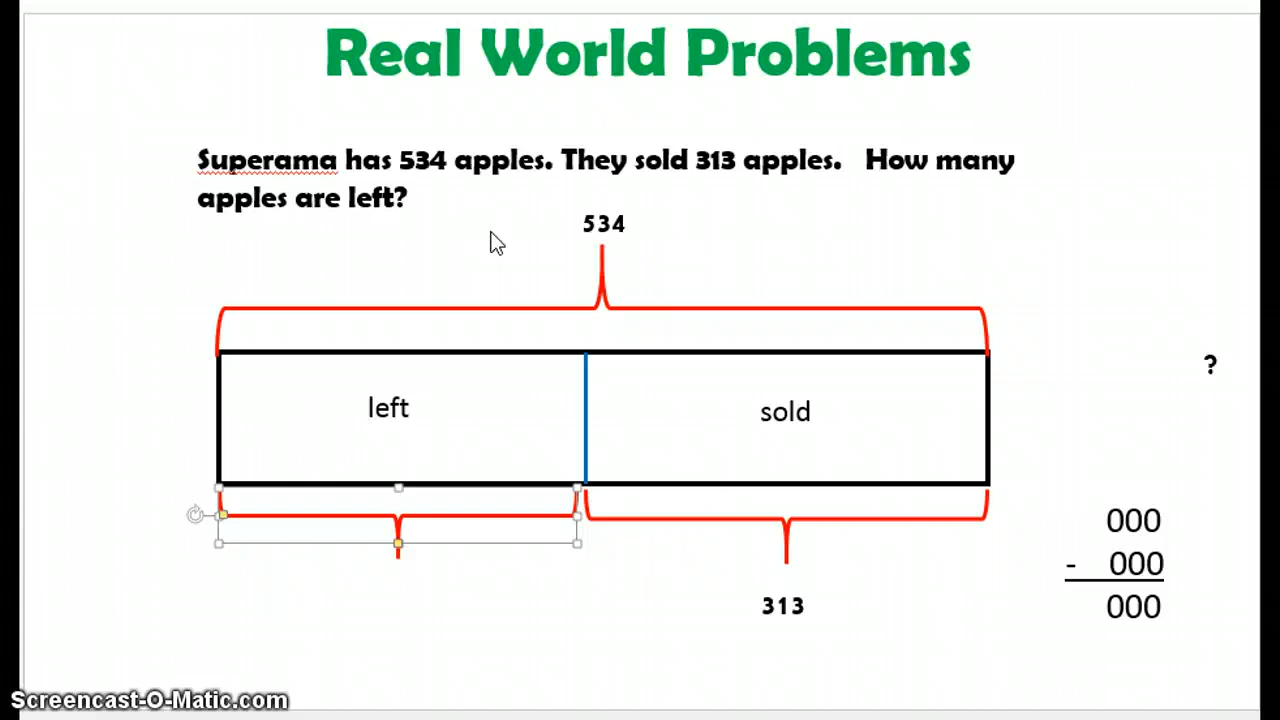 Real World Problems
Superama has 534 apples. They sold 313 apples.   How many
apples are left?
534
left
sold
?
313
000
- 000
000
Screencast-O-Matic.com